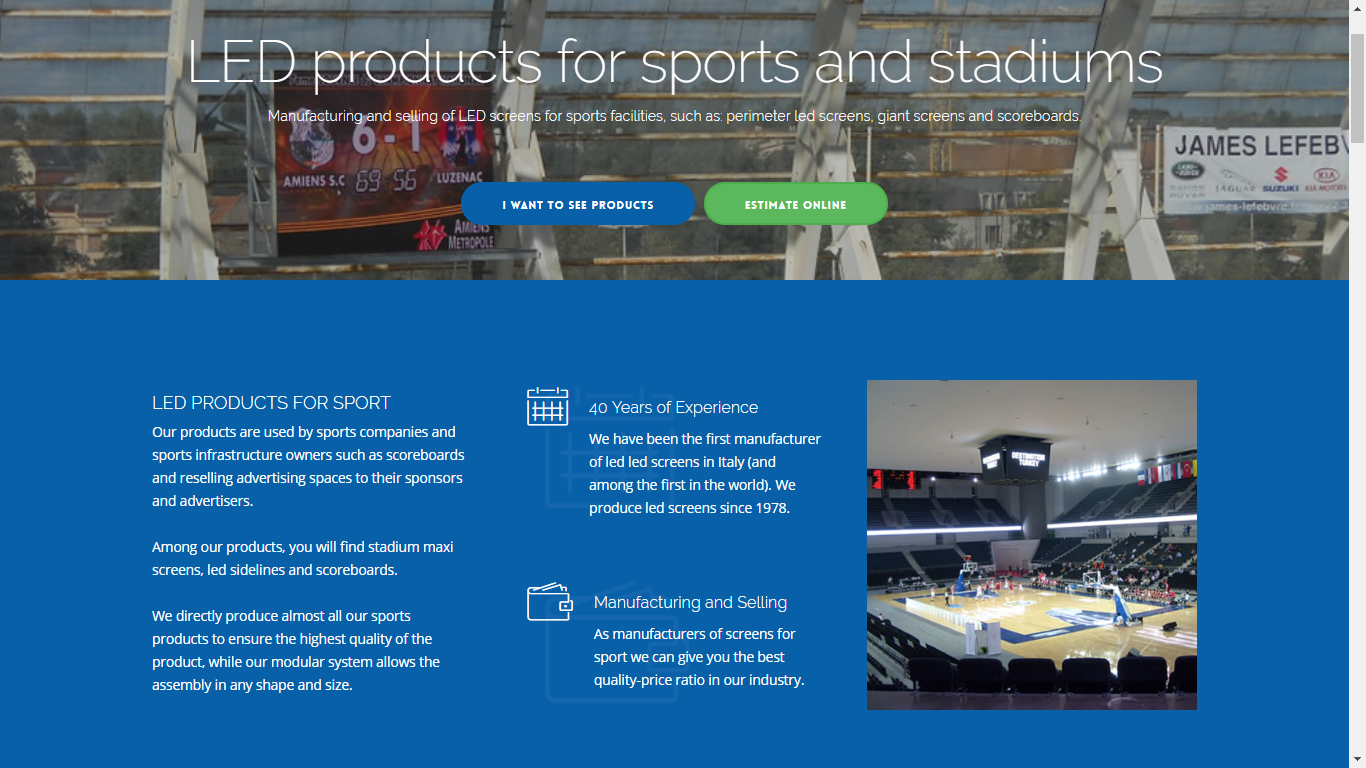 LED products for sports and stadiums
Manufacturing and selling of LED screens for sports facilities, such as: perimeter led screens, giant screens and scoreboards.
6-1
AMIENS S.C 69 56 LUZENAC
AMIENS
METROPOLE
JAMES LEFEBV
LAND ROVER
JAGUAR SUZUKI KIA MOTORS
www.james-lefebvre.fr
I WANT TO SEE PRODUCTS
ESTIMATE ONLINE
LED PRODUCTS FOR SPORT
Our products are used by sports companies and
sports infrastructure owners such as scoreboards
and reselling advertising spaces to their sponsors
and advertisers.
Among our products, you will find stadium maxi
screens, led sidelines and scoreboards.
We directly produce almost all our sports
products to ensure the highest quality of the
product, while our modular system allows the
assembly in any shape and size.
40 Years of Experience
We have been the first manufacturer
of led led screens in Italy (and
among the first in the world). We
produce led screens since 1978.
Manufacturing and Selling
As manufacturers of screens for
sport we can give you the best
quality-price ratio in our industry.
DESTINATION
TURKEY